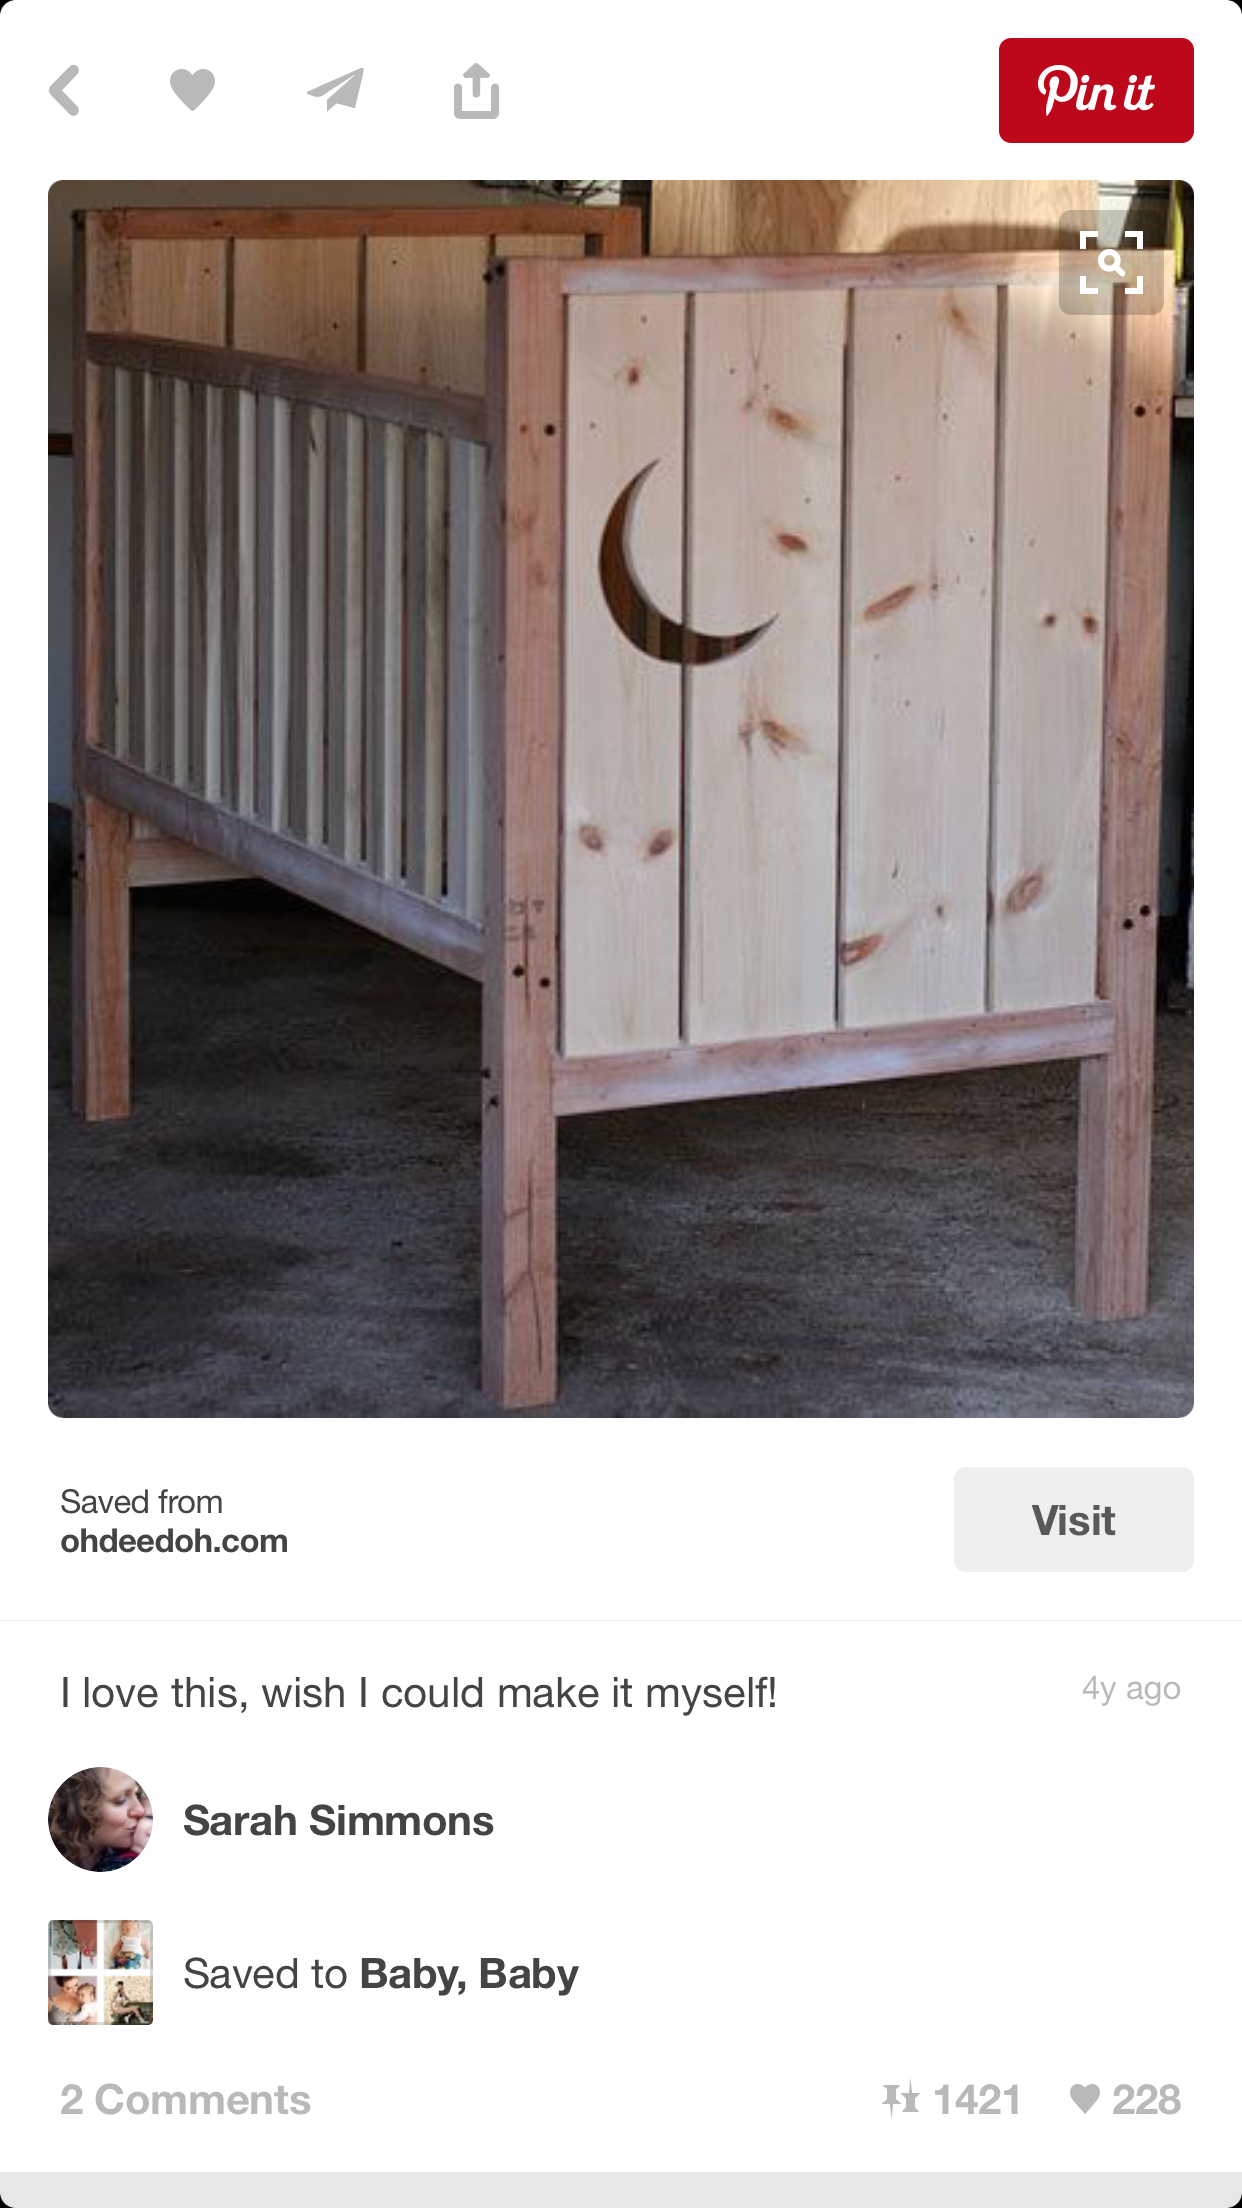 Pin it
Saved from
ohdeedoh.com
Visit
I love this, wish I could make it myself!
4y ago
Sarah Simmons
Saved to Baby, Baby
2 Comments
1421
228